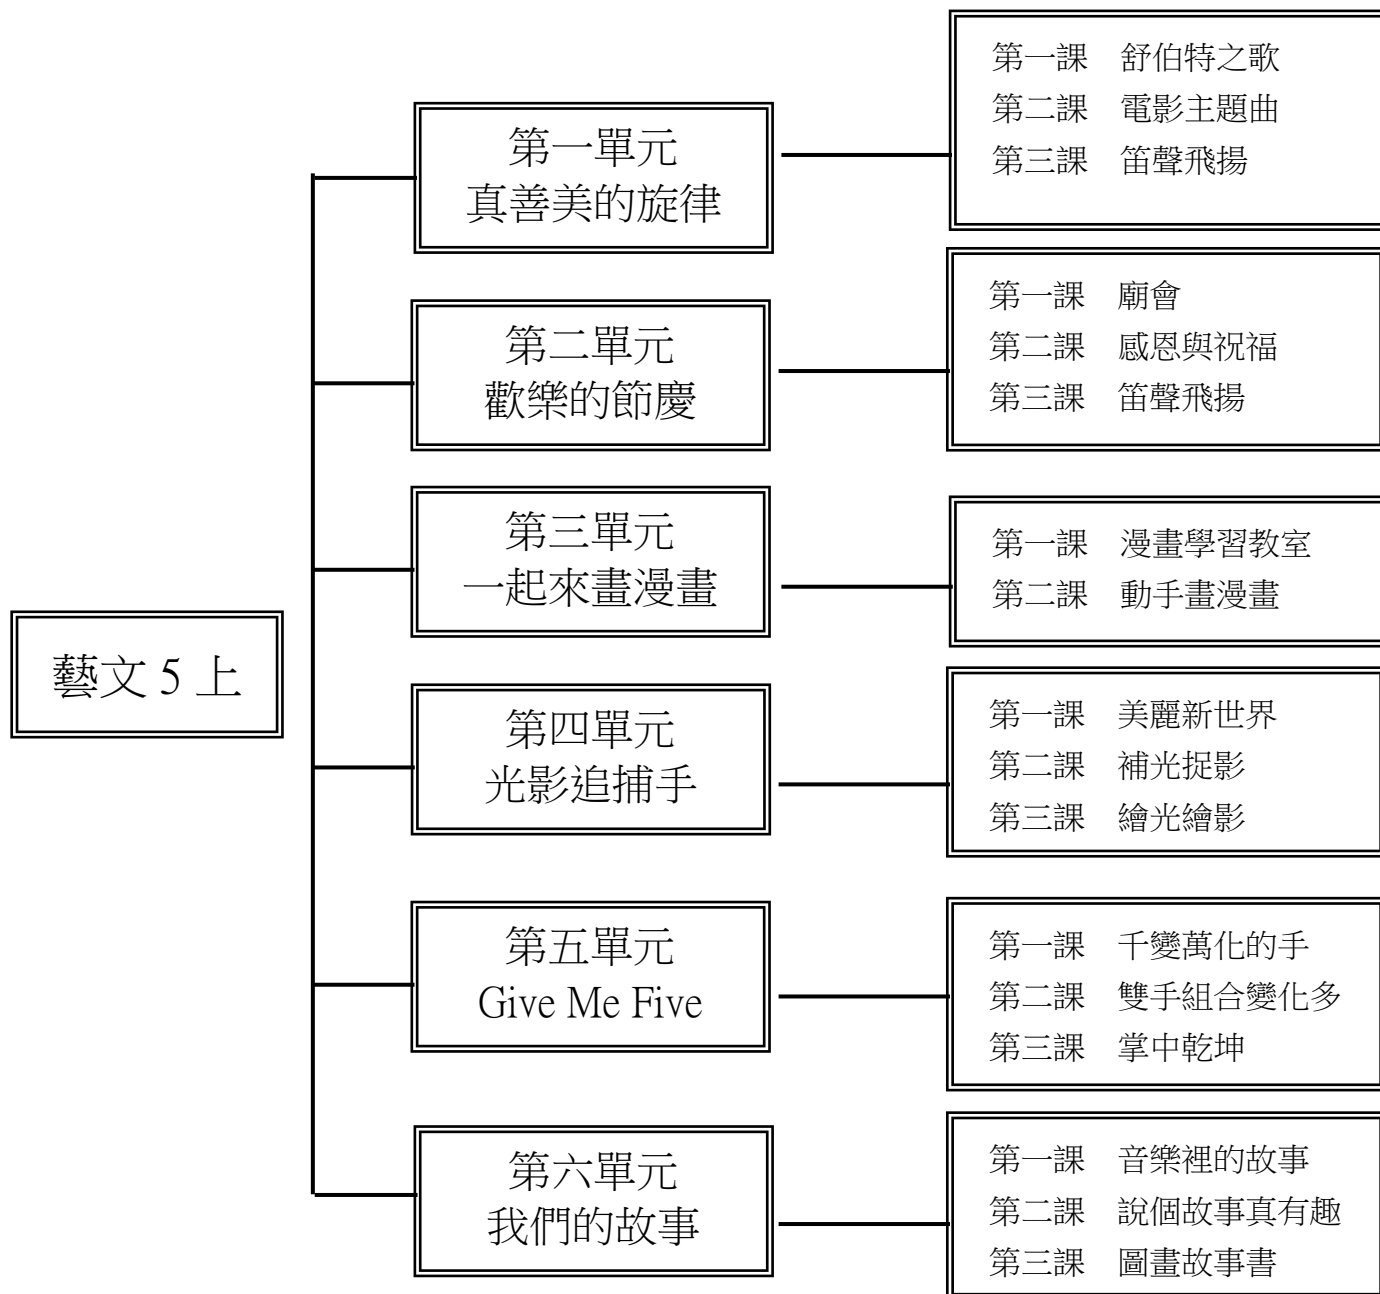 藝文 5 上
第一單元
真善美的旋律
第一課　舒伯特之歌
第二課　電影主題曲
第三課　笛聲飛揚
第二單元
歡樂的節慶
第一課　廟會
第二課　感恩與祝福
第三課　笛聲飛揚
第三單元
一起來畫漫畫
第一課　漫畫學習教室
第二課　動手畫漫畫
第四單元
光影追捕手
第一課　美麗新世界
第二課　補光捉影
第三課　繪光繪影
第五單元
Give Me Five
第一課　千變萬化的手
第二課　雙手組合變化多
第三課　掌中乾坤
第六單元
我們的故事
第一課　音樂裡的故事
第二課　說個故事真有趣
第三課　圖畫故事書